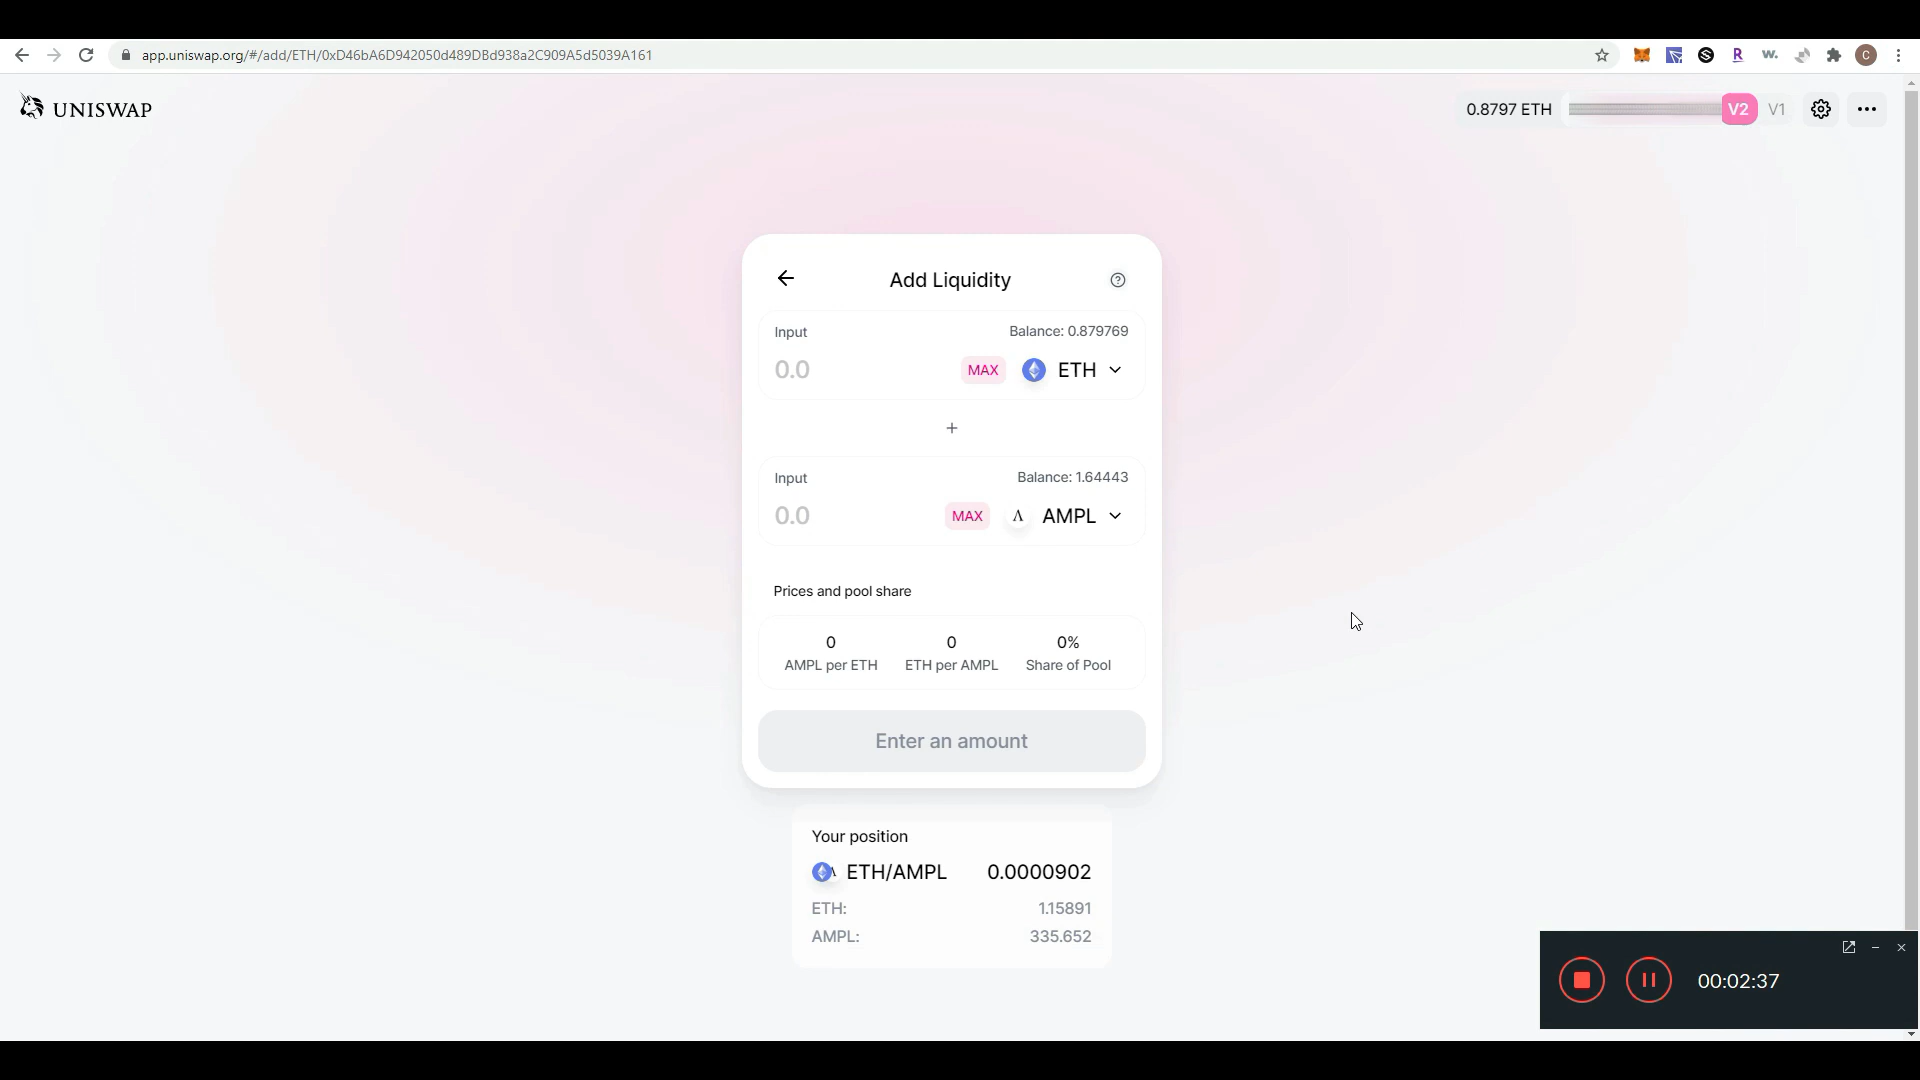 app.uniswap.org/#/add/ETH/0xD46bA6D942050d489DBd938a2C909A5d5039A161
R
w.
C
UNISWAP
0.8797 ETH
V2
V1
Add Liquidity
Input
Balance: 0.879769
0.0
MAX
ETH
+
Input
Balance: 1.64443
0.0
MAX
AMPL
Prices and pool share
0
0
0%
AMPL per ETH
ETH per AMPL
Share of Pool
Enter an amount
Your position
ETH/AMPL
0.0000902
ETH:
1.15891
AMPL:
335.652
00:02:37